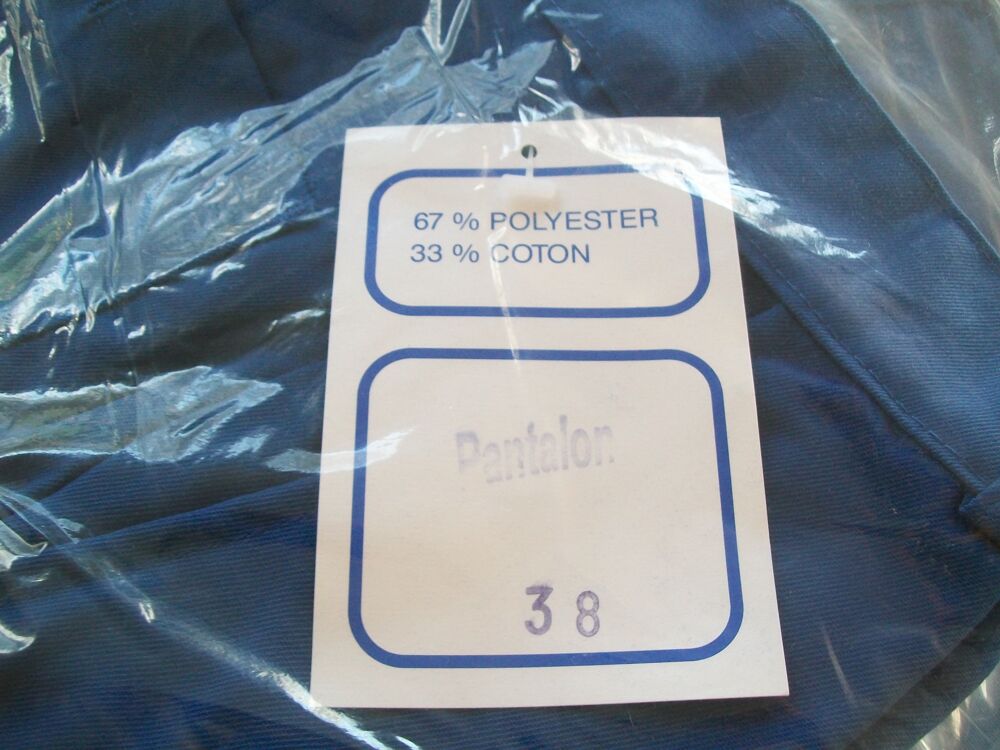 67 % POLYESTER
33 % COTON
Pantalon
38